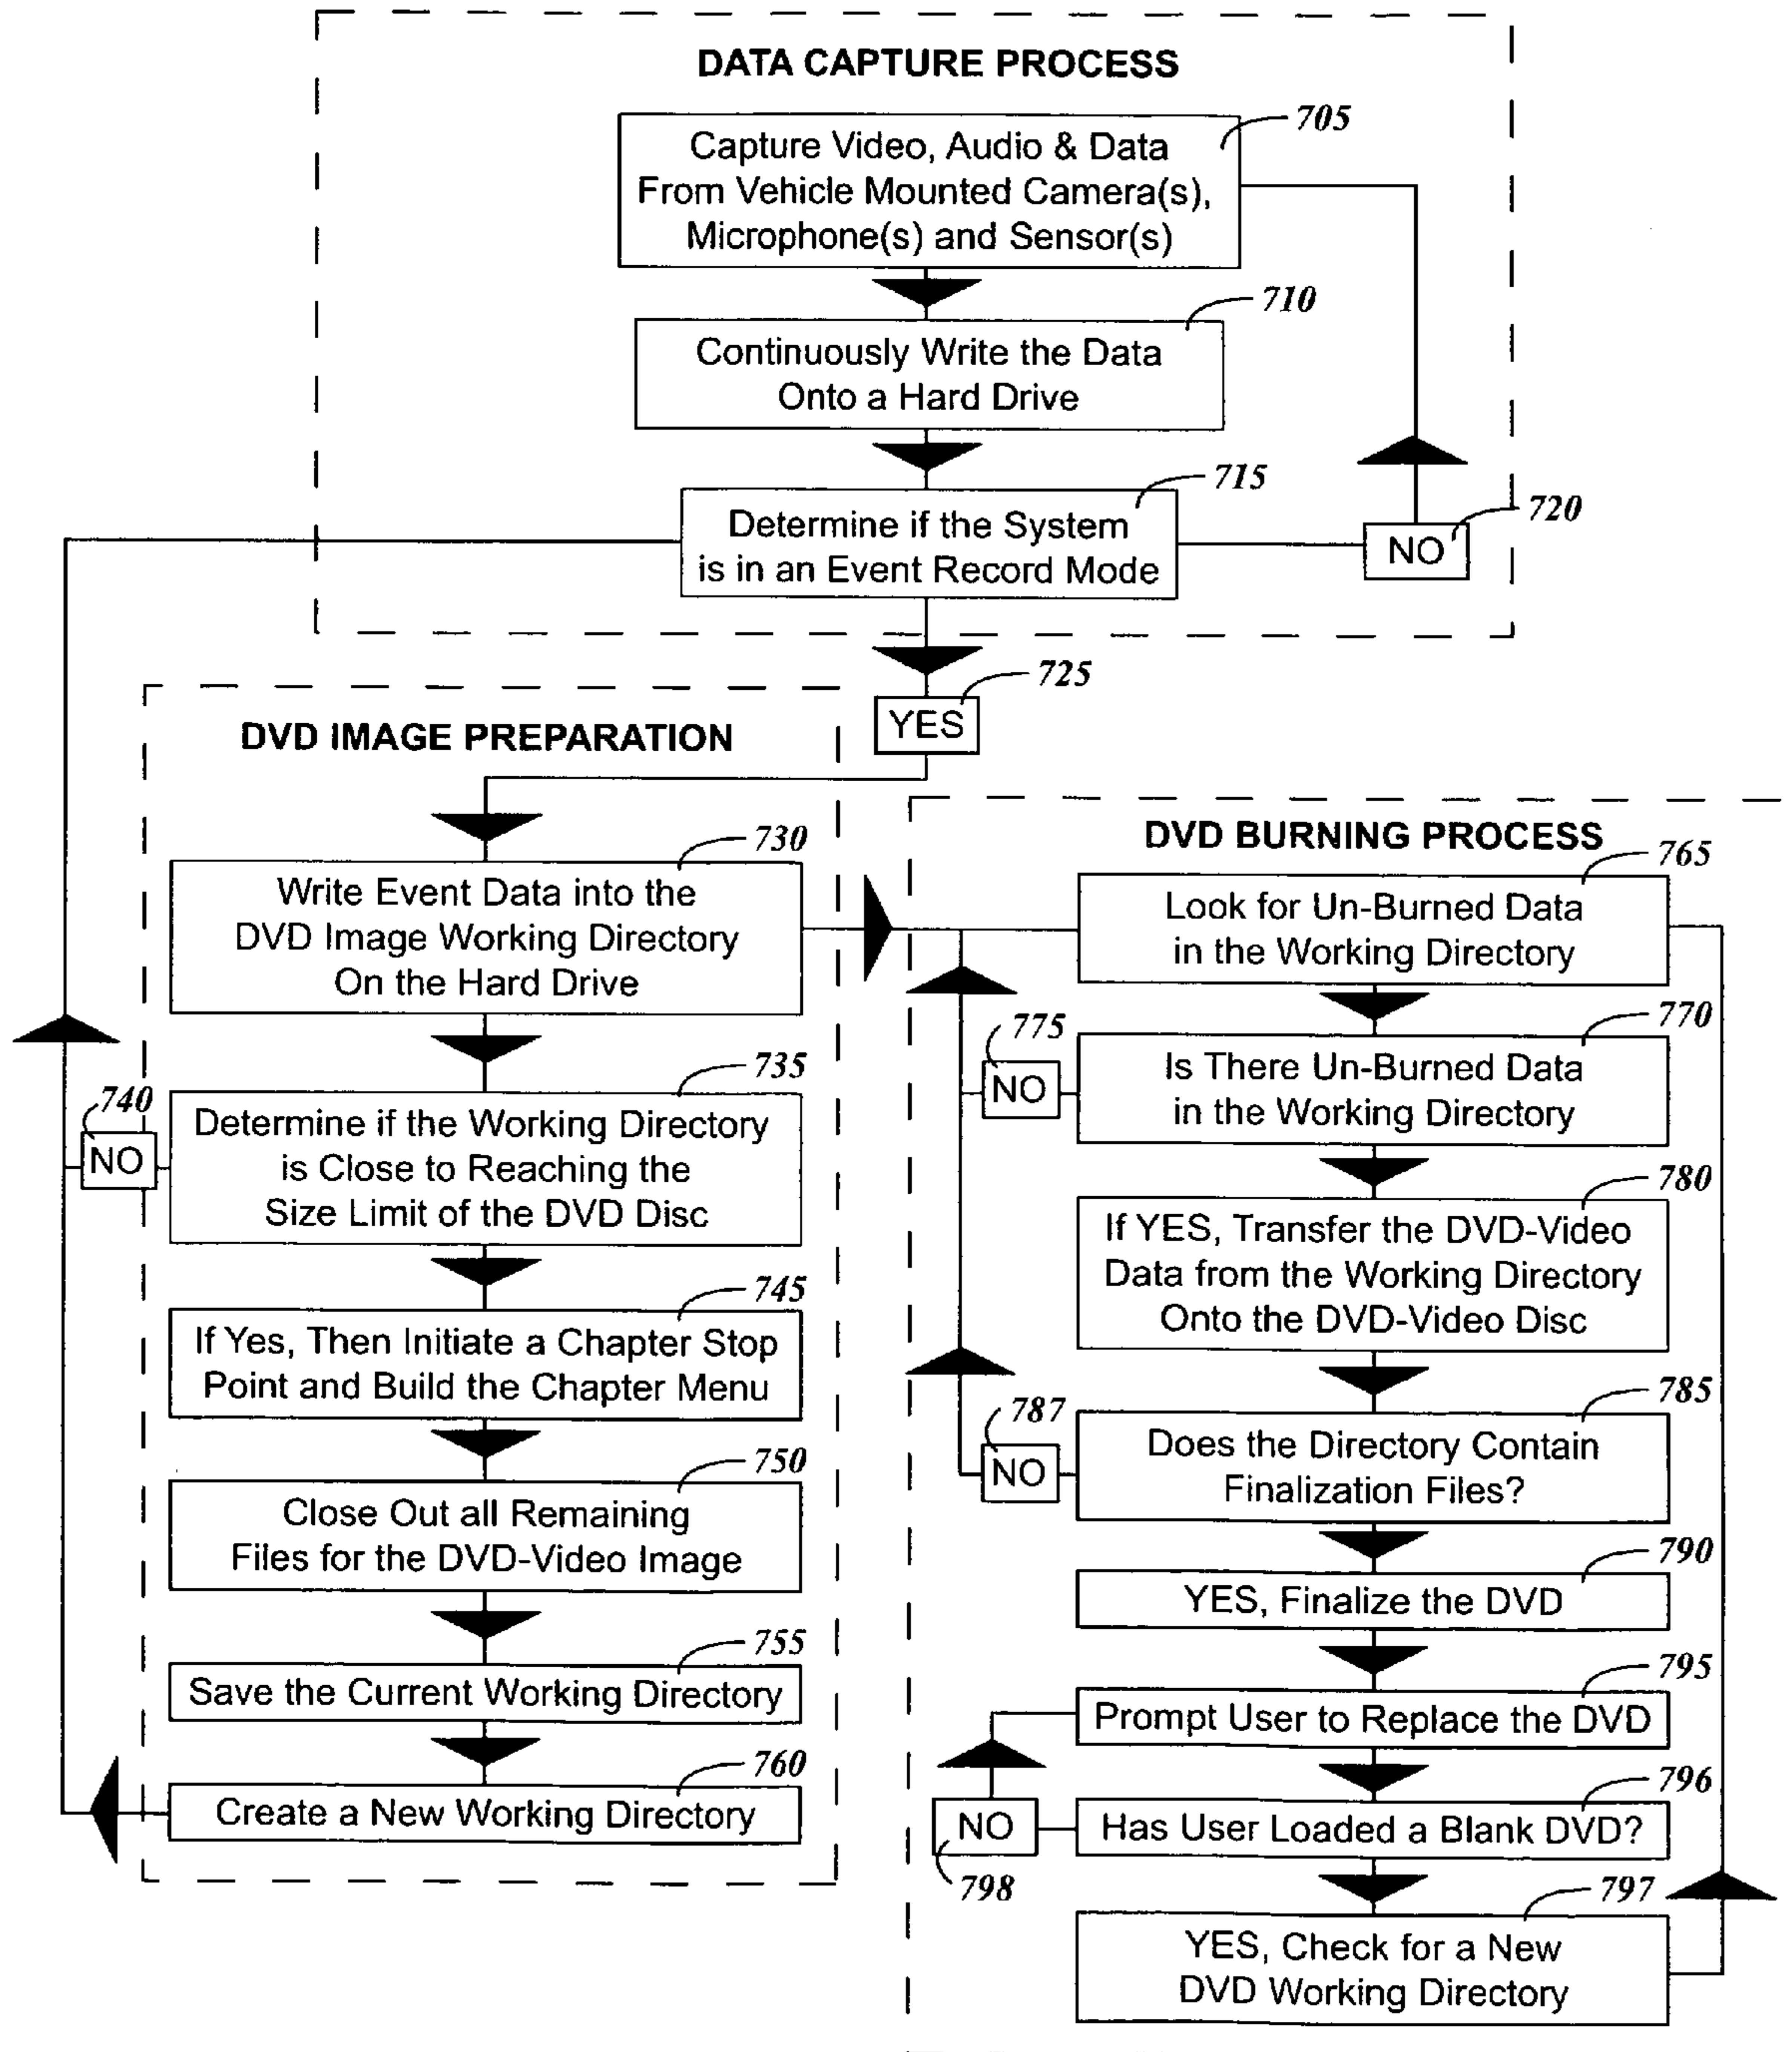 DATA CAPTURE PROCESS
705
Capture Video, Audio & Data
From Vehicle Mounted Camera(s),
Microphone(s) and Sensor(s)
710
Continuously Write the Data
Onto a Hard Drive
715
Determine if the System
is in an Event Record Mode
720
NO
725
YES
DVD IMAGE PREPARATION
730
Write Event Data into the
DVD Image Working Directory
On the Hard Drive
735
Determine if the Working Directory
is Close to Reaching the
Size Limit of the DVD Disc
740
NO
745
If Yes, Then Initiate a Chapter Stop
Point and Build the Chapter Menu
750
Close Out all Remaining
Files for the DVD-Video Image
755
Save the Current Working Directory
760
Create a New Working Directory
DVD BURNING PROCESS
765
Look for Un-Burned Data
in the Working Directory
770
Is There Un-Burned Data
in the Working Directory
775
NO
780
If YES, Transfer the DVD-Video
Data from the Working Directory
Onto the DVD-Video Disc
785
Does the Directory Contain
Finalization Files?
787
NO
790
YES, Finalize the DVD
795
Prompt User to Replace the DVD
796
Has User Loaded a Blank DVD?
NO
798
797
YES, Check for a New
DVD Working Directory